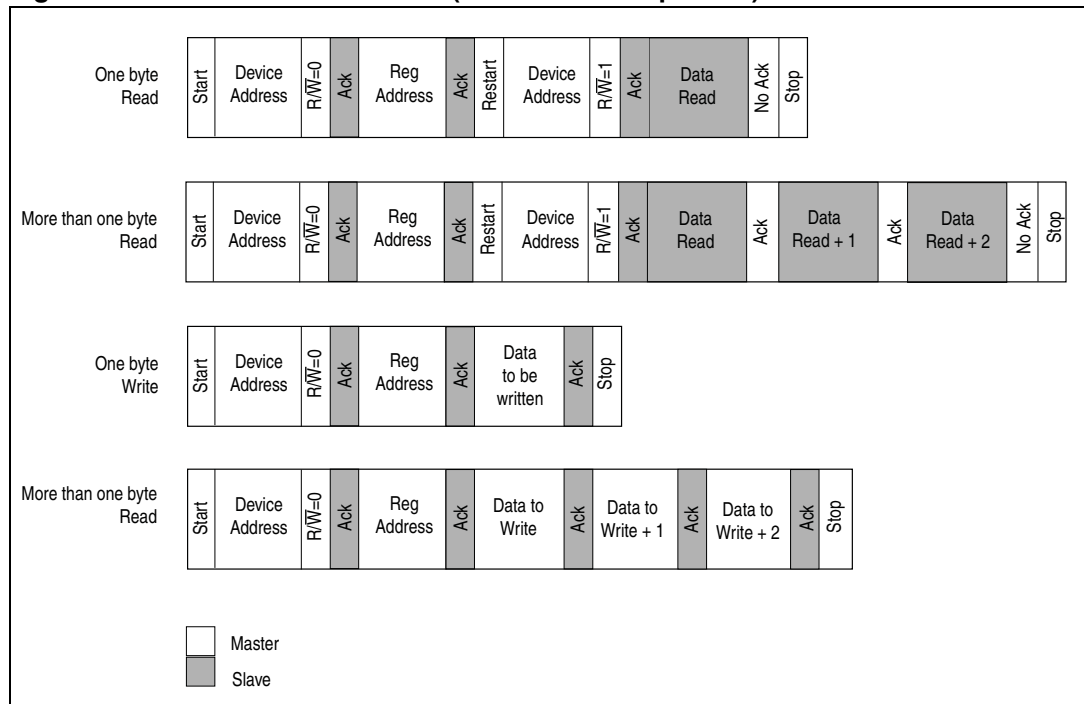 One byte
Read
Start
Device
Address
R/W̅=0
Ack
Reg
Address
Ack
Restart
Device
Address
R/W̅=1
Ack
Data
Read
No Ack
Stop
More than one byte
Read
Start
Device
Address
R/W̅=0
Ack
Reg
Address
Ack
Restart
Device
Address
R/W̅=1
Ack
Data
Read
Ack
Data
Read + 1
Ack
Data
Read + 2
No Ack
Stop
One byte
Write
Start
Device
Address
R/W̅=0
Ack
Reg
Address
Ack
Data
to be
written
Ack
Stop
More than one byte
Read
Start
Device
Address
R/W̅=0
Ack
Reg
Address
Ack
Data to
Write
Ack
Data to
Write + 1
Ack
Data to
Write + 2
Ack
Stop
Master
Slave